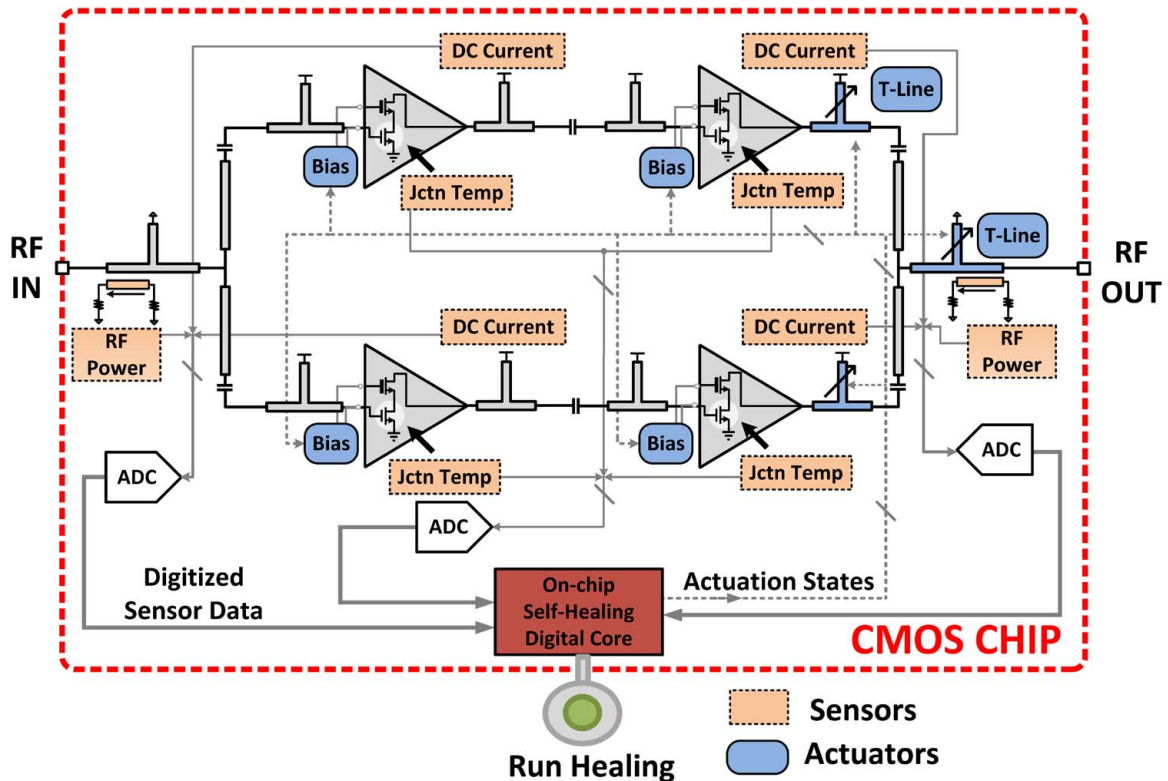 DC Current
DC Current
T-Line
Bias
Jctn Temp
Bias
Jctn Temp
RF
IN
T-Line
RF
OUT
RF
Power
DC Current
DC Current
RF
Power
Bias
Jctn Temp
Bias
Jctn Temp
ADC
ADC
ADC
Digitized
Sensor Data
On-chip
Self-Healing
Digital Core
Actuation States
CMOS CHIP
Run Healing
Sensors
Actuators